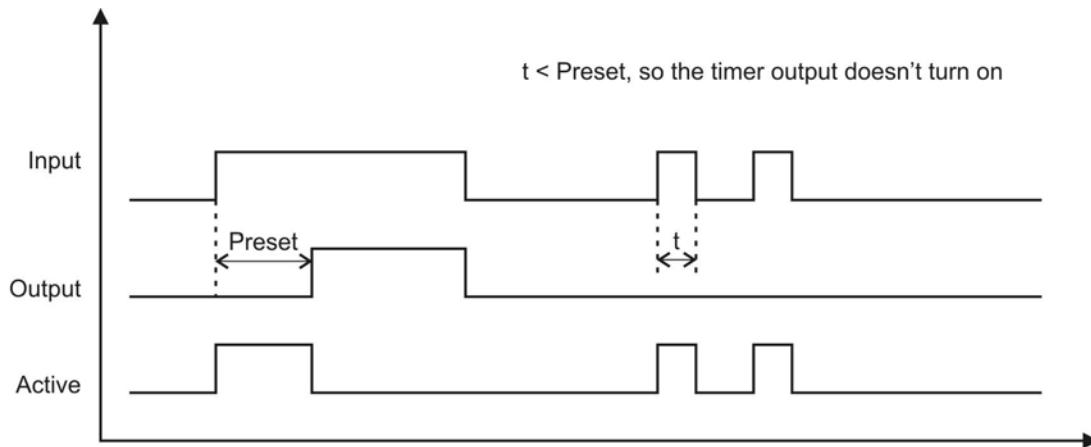 t < Preset, so the timer output doesn't turn on
Input
Preset
t
Output
Active